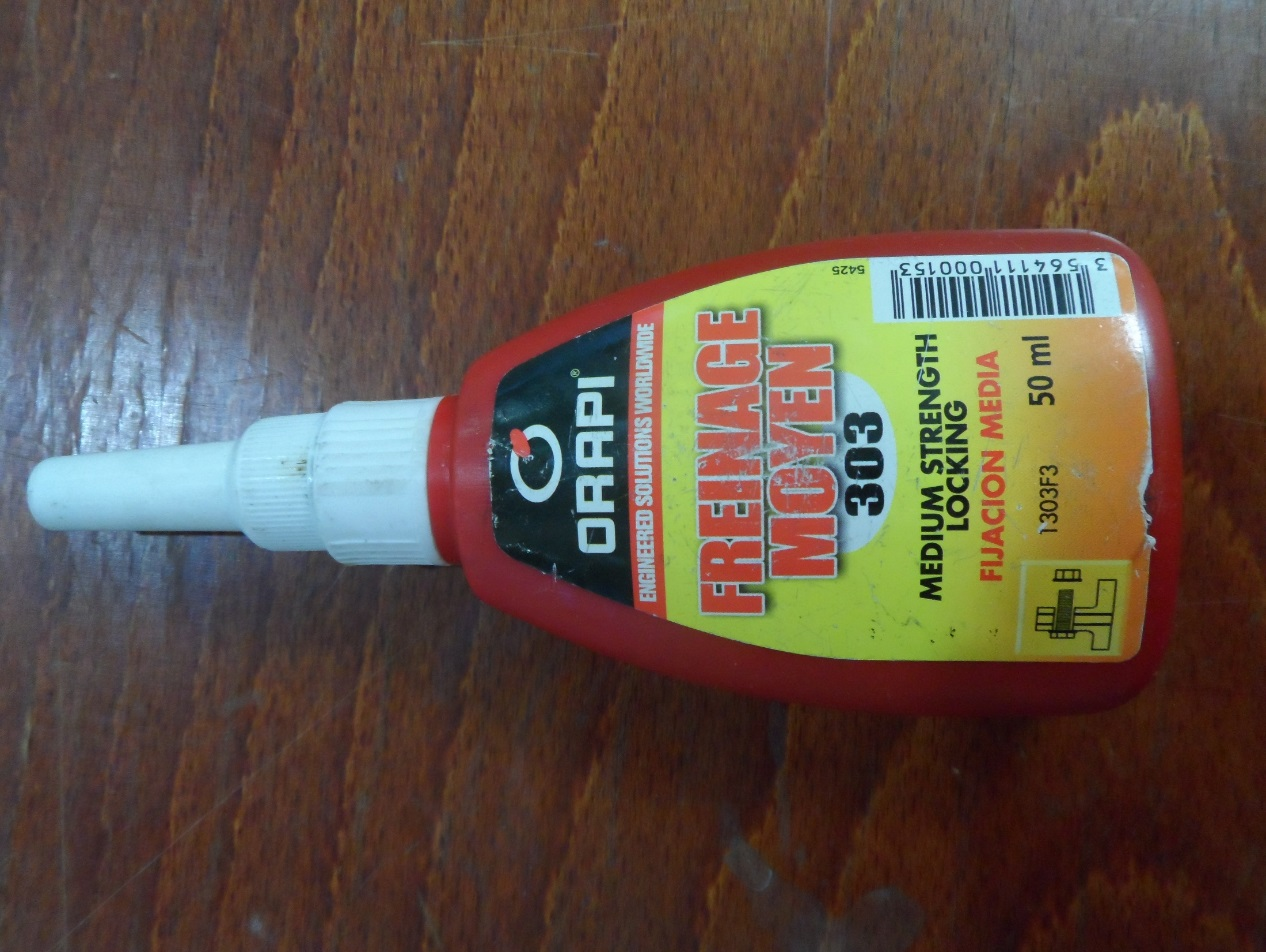 ORAPI®
ENGINEERED SOLUTIONS WORLDWIDE
FREINAGE
MOYEN
303
MEDIUM STRENGTH
LOCKING
FIJACION MEDIA
1303F3 50 ml
5425
3 564111 000153